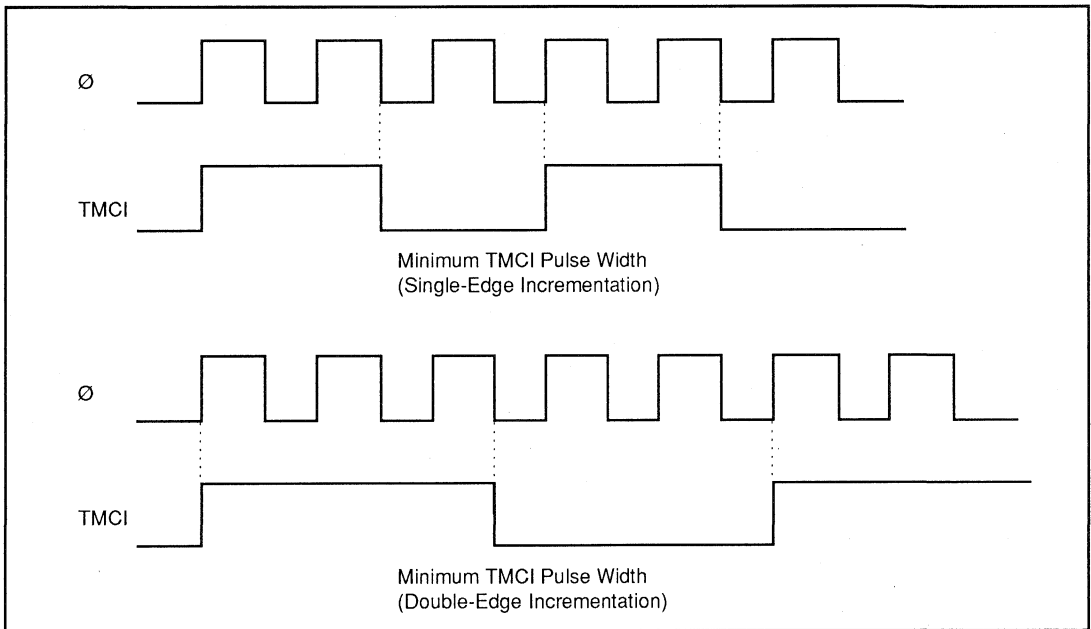 Ø
TMCI
Minimum TMCI Pulse Width
(Single-Edge Incrementation)
Ø
TMCI
Minimum TMCI Pulse Width
(Double-Edge Incrementation)